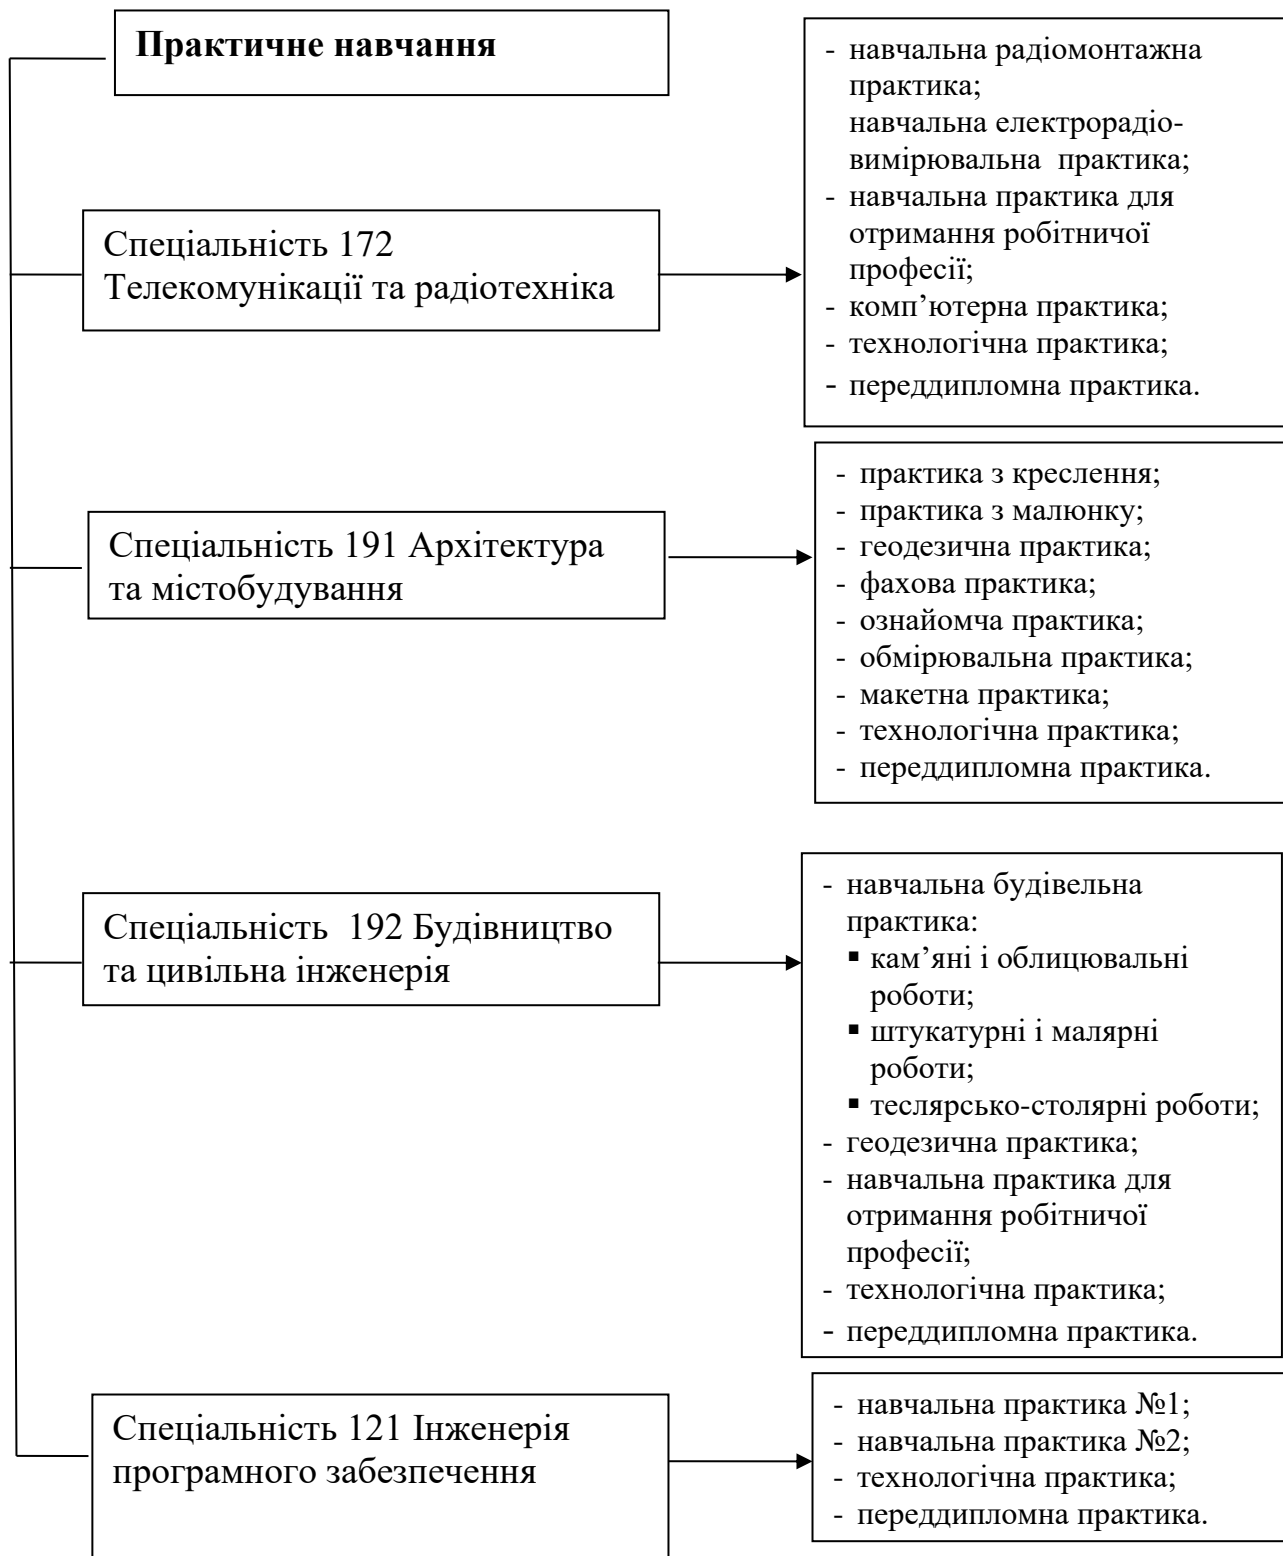 Практичне навчання
- навчальна радіомонтажна
практика;
навчальна електрорадіо-
вимірювальна практика;
- навчальна практика для
отримання робітничої
професії;
- комп’ютерна практика;
- технологічна практика;
- переддипломна практика.
Спеціальність 172
Телекомунікації та радіотехніка
- практика з креслення;
- практика з малюнку;
- геодезична практика;
- фахова практика;
- ознайомча практика;
- обмірювальна практика;
- макетна практика;
- технологічна практика;
- переддипломна практика.
Спеціальність 191 Архітектура
та містобудування
- навчальна будівельна
практика:
▪ кам’яні і облицювальні
роботи;
▪ штукатурні і малярні
роботи;
▪ теслярсько-столярні роботи;
- геодезична практика;
- навчальна практика для
отримання робітничої
професії;
- технологічна практика;
- переддипломна практика.
Спеціальність 192 Будівництво
та цивільна інженерія
- навчальна практика №1;
- навчальна практика №2;
- технологічна практика;
- переддипломна практика.
Спеціальність 121 Інженерія
програмного забезпечення